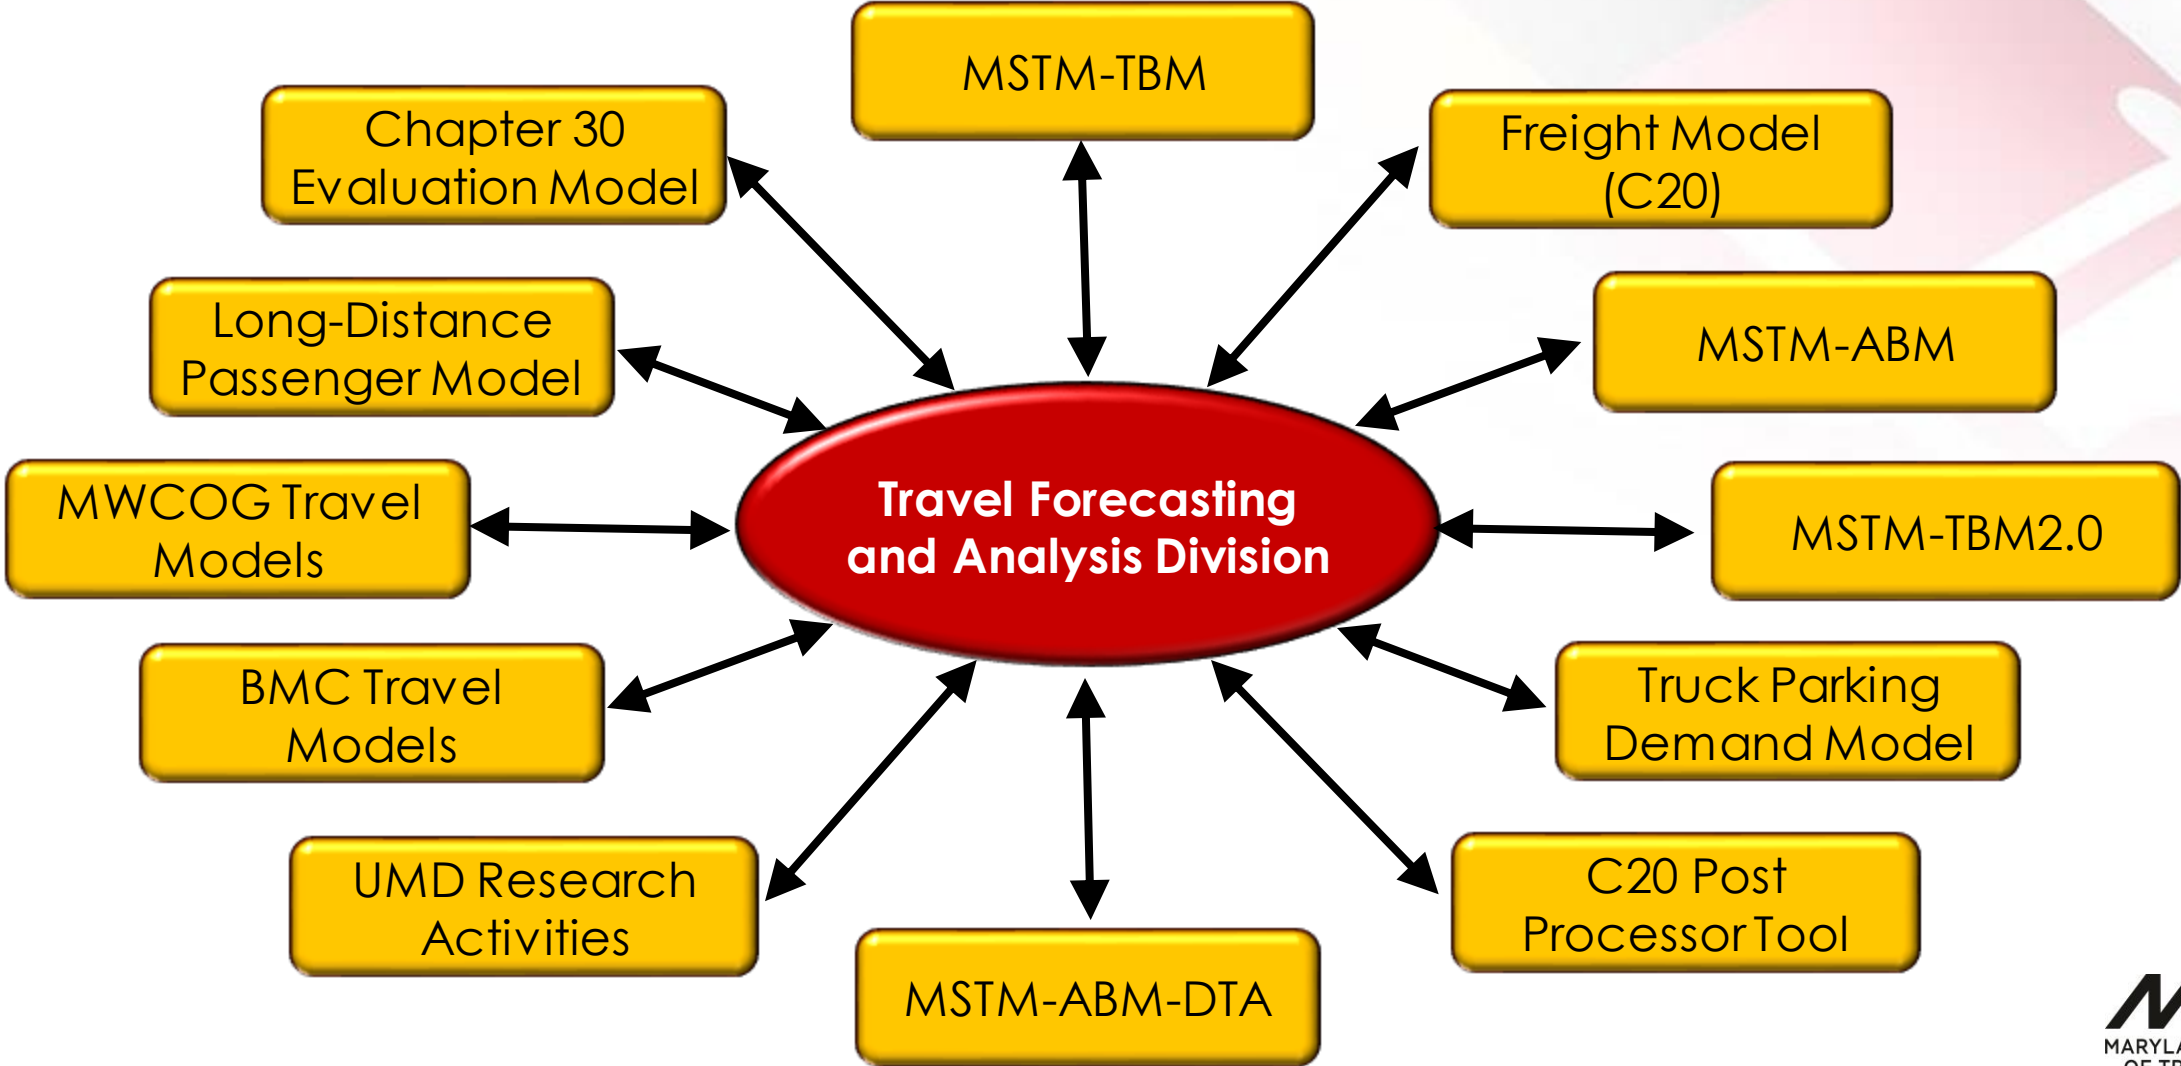 MSTM-TBM
Chapter 30
Evaluation Model
Freight Model
(C20)
Long-Distance
Passenger Model
MSTM-ABM
MWCOG Travel
Models
Travel Forecasting
and Analysis Division
MSTM-TBM2.0
BMC Travel
Models
Truck Parking
Demand Model
UMD Research
Activities
C20 Post
Processor Tool
MSTM-ABM-DTA